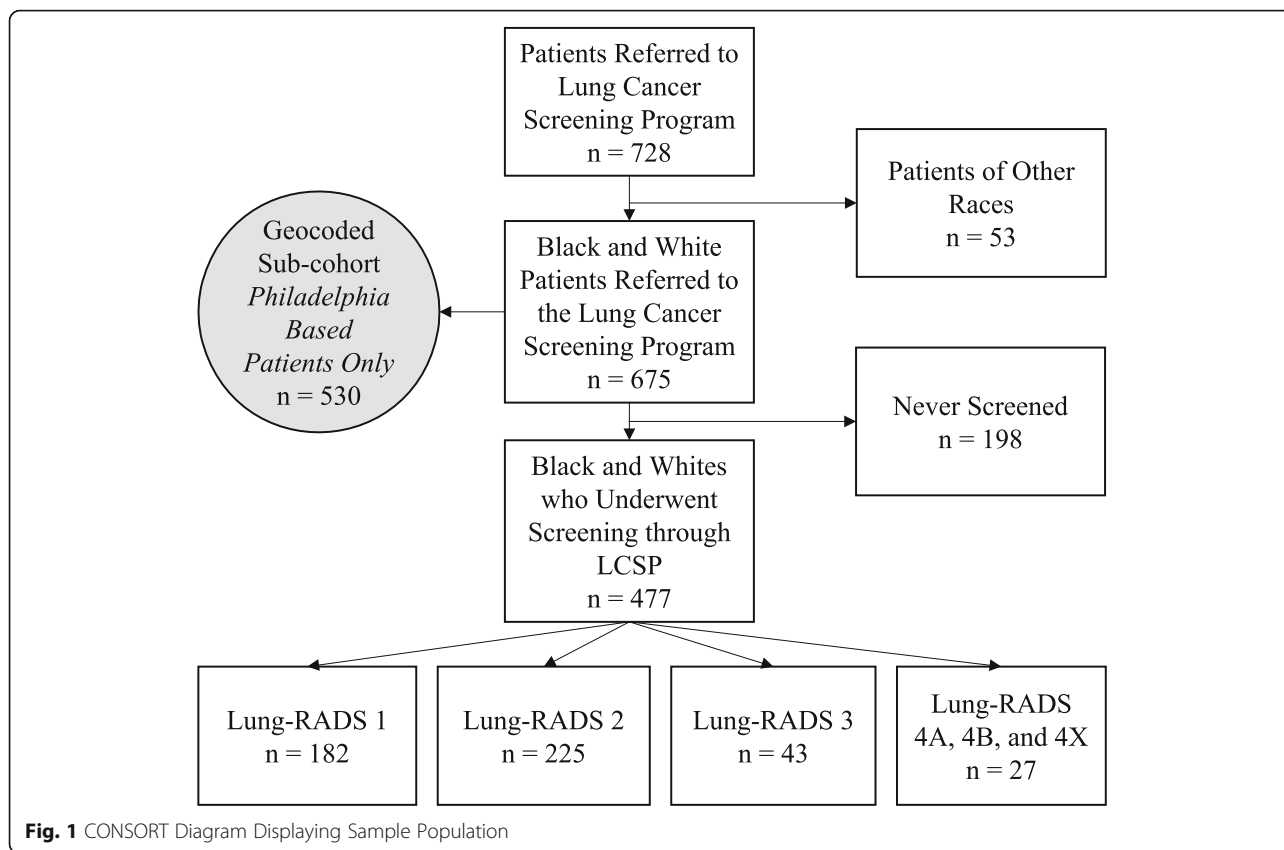 Patients Referred to
Lung Cancer
Screening Program
n = 728
Patients of Other
Races
n = 53
Geocoded
Sub-cohort
Philadelphia
Based
Patients Only
n = 530
Black and White
Patients Referred to
the Lung Cancer
Screening Program
n = 675
Never Screened
n = 198
Black and Whites
who Underwent
Screening through
LCSP
n = 477
Lung-RADS 1
n = 182
Lung-RADS 2
n = 225
Lung-RADS 3
n = 43
Lung-RADS
4A, 4B, and 4X
n = 27
Fig. 1 CONSORT Diagram Displaying Sample Population